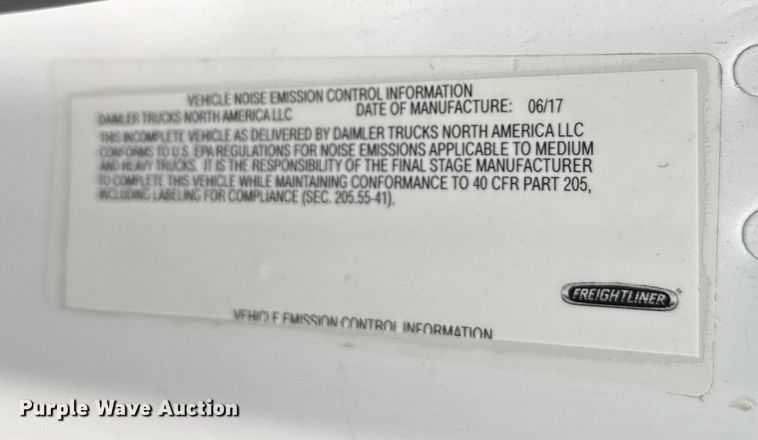 VEHICLE NOISE EMISSION CONTROL INFORMATION
DAIMLER TRUCKS NORTH AMERICA LLC DATE OF MANUFACTURE: 06/17
THIS INCOMPLETE VEHICLE AS DELIVERED BY DAIMLER TRUCKS NORTH AMERICA LLC
CONFORMS TO U.S. EPA REGULATIONS FOR NOISE EMISSIONS APPLICABLE TO MEDIUM
AND HEAVY TRUCKS. IT IS THE RESPONSIBILITY OF THE FINAL STAGE MANUFACTURER
TO COMPLETE THIS VEHICLE WHILE MAINTAINING CONFORMANCE TO 40 CFR PART 205,
INCLUDING LABELING FOR COMPLIANCE (SEC. 205.55-41).
FREIGHTLINER
VEHICLE EMISSION CONTROL INFORMATION
Purple Wave Auction